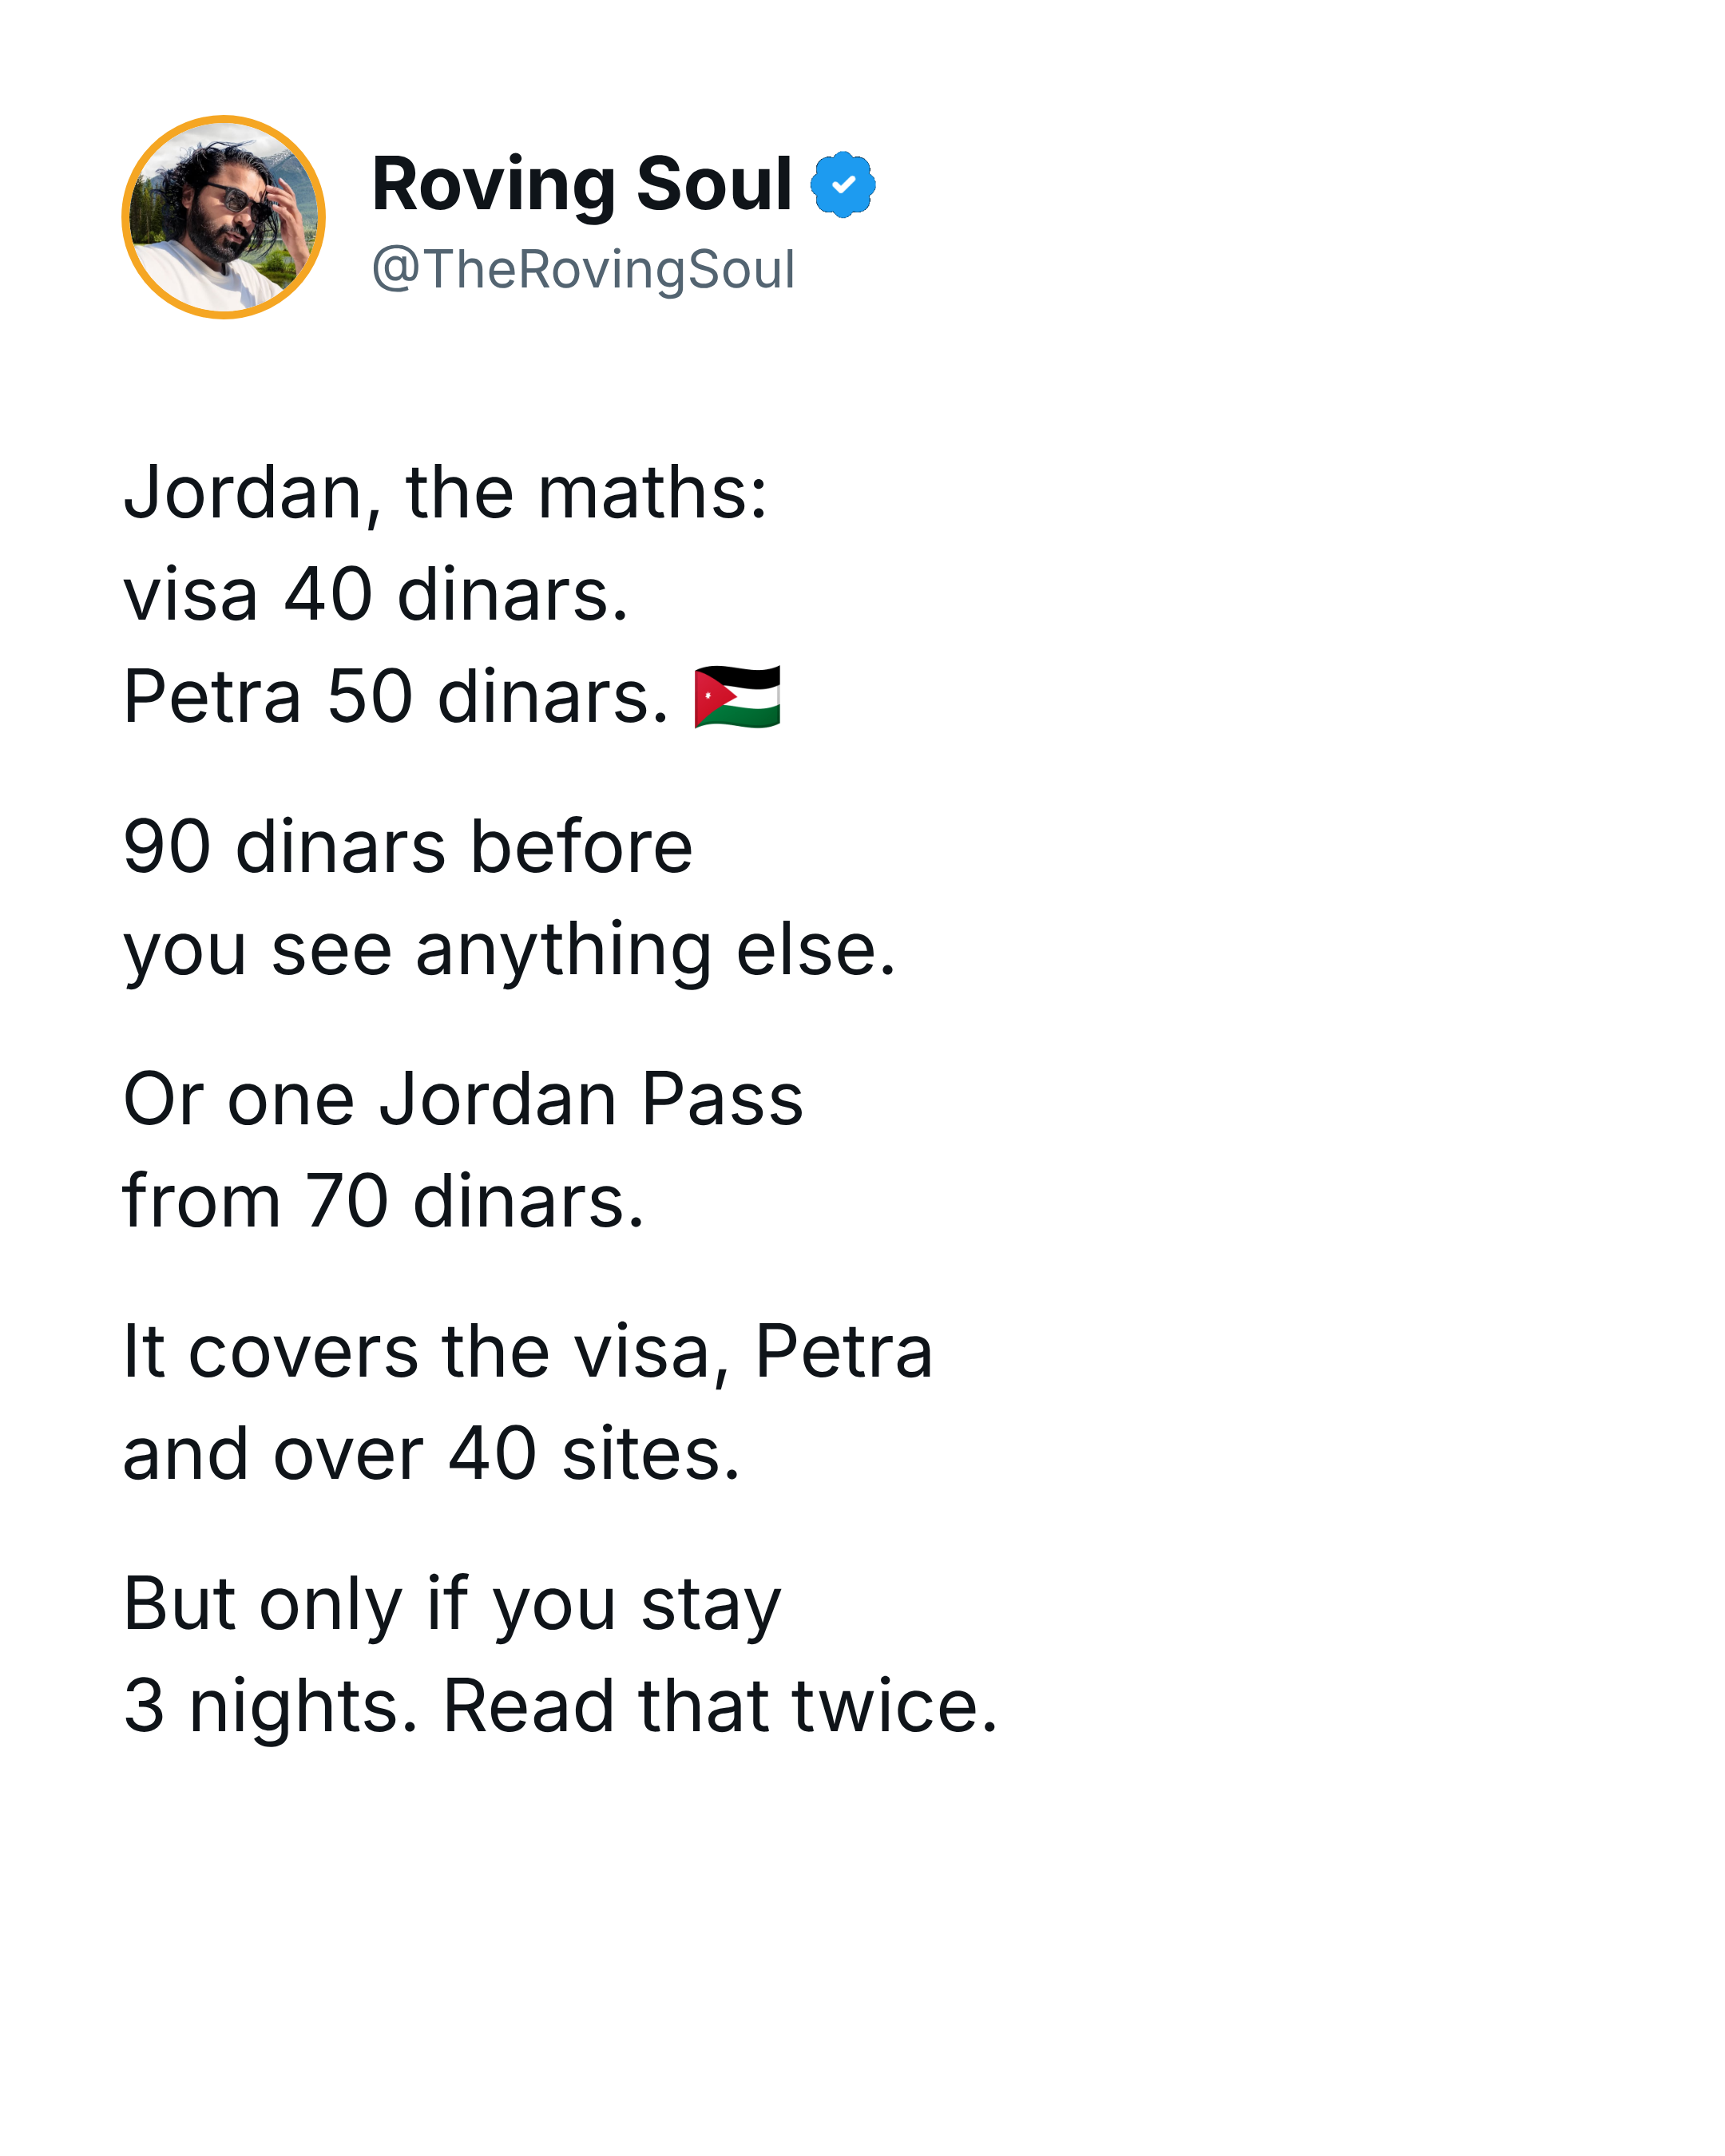 Roving Soul
@TheRovingSoul
Jordan, the maths:
visa 40 dinars.
Petra 50 dinars. 🇯🇴
90 dinars before
you see anything else.
Or one Jordan Pass
from 70 dinars.
It covers the visa, Petra
and over 40 sites.
But only if you stay
3 nights. Read that twice.